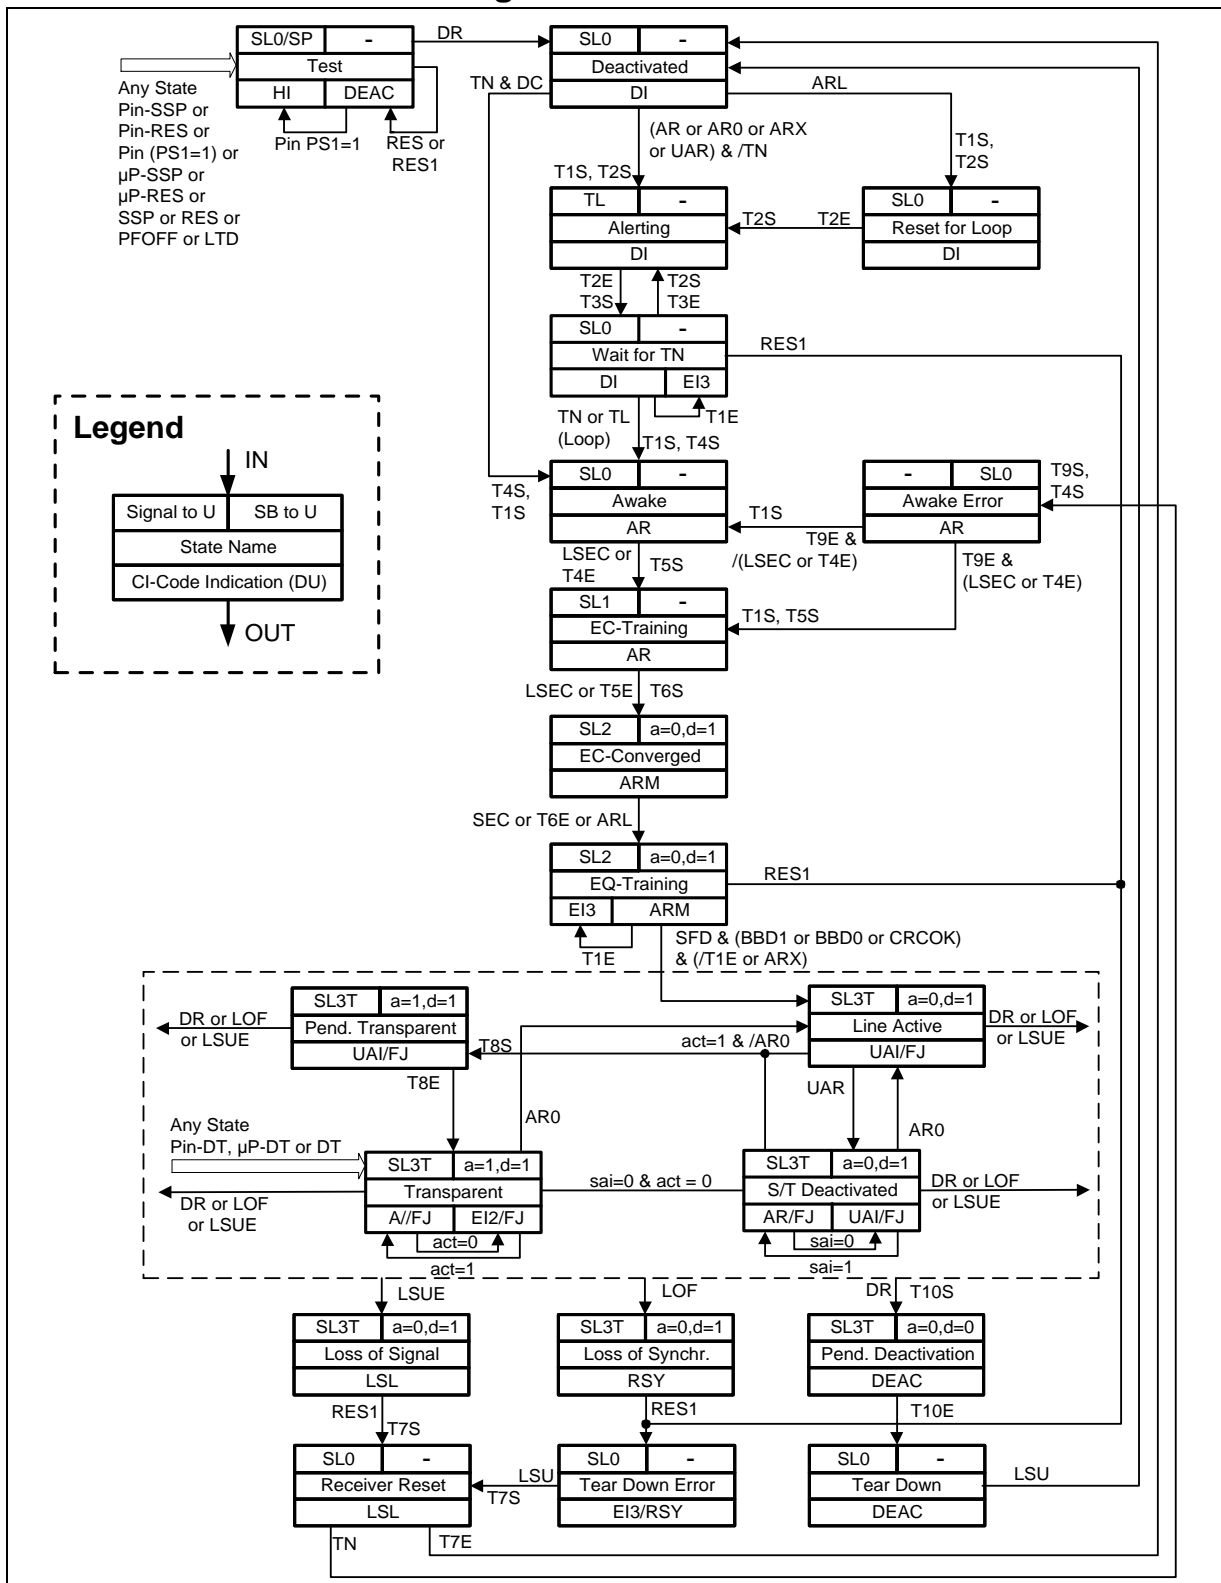 SL0/SP -
Test
HI DEAC
DR
SL0 -
Deactivated
DI
Any State
Pin-SSP or
Pin-RES or
Pin (PS1=1) or
µP-SSP or
µP-RES or
SSP or RES or
PFOFF or LTD
Pin PS1=1
RES or
RES1
TN & DC
ARL
(AR or AR0 or ARX
or UAR) & /TN
T1S, T2S
T1S,
T2S
TL -
Alerting
DI
T2S T2E
SL0 -
Reset for Loop
DI
T2E
T3S
T2S
T3E
SL0 -
Wait for TN
DI EI3
RES1
T1E
TN or TL
(Loop)
T1S, T4S
Legend
IN
Signal to U SB to U
State Name
CI-Code Indication (DU)
OUT
T4S,
T1S
SL0 -
Awake
AR
T1S
T9E &
/(LSEC or T4E)
- SL0
Awake Error
AR
T9S,
T4S
T9E &
(LSEC or T4E)
LSEC or
T4E
T5S
SL1 -
EC-Training
AR
T1S, T5S
LSEC or T5E T6S
SL2 a=0,d=1
EC-Converged
ARM
SEC or T6E or ARL
SL2 a=0,d=1
EQ-Training
EI3 ARM
RES1
T1E
SFD & (BBD1 or BBD0 or CRCOK)
& (/T1E or ARX)
DR or LOF
or LSUE
SL3T a=1,d=1
Pend. Transparent
UAI/FJ
T8S
act=1 & /AR0
SL3T a=0,d=1
Line Active
UAI/FJ
DR or LOF
or LSUE
T8E
AR0
UAR
AR0
Any State
Pin-DT, µP-DT or DT
DR or LOF
or LSUE
SL3T a=1,d=1
Transparent
A//FJ EI2/FJ
act=0
act=1
sai=0 & act = 0
SL3T a=0,d=1
S/T Deactivated
AR/FJ UAI/FJ
sai=0
sai=1
DR or LOF
or LSUE
LSUE
LOF
DR T10S
SL3T a=0,d=1
Loss of Signal
LSL
SL3T a=0,d=1
Loss of Synchr.
RSY
SL3T a=0,d=0
Pend. Deactivation
DEAC
RES1
T7S
RES1
T10E
SL0 -
Receiver Reset
LSL
LSU
T7S
SL0 -
Tear Down Error
EI3/RSY
SL0 -
Tear Down
DEAC
LSU
TN
T7E